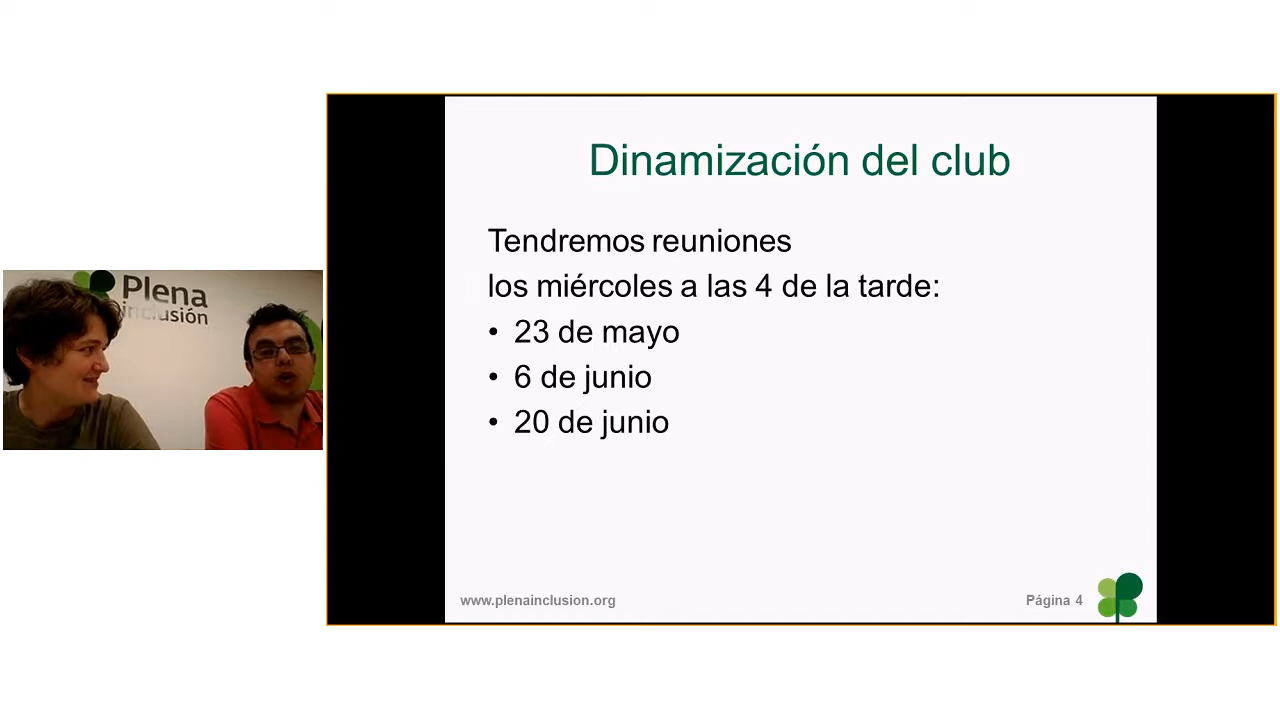 Plena
inclusión
Dinamización del club
Tendremos reuniones
los miércoles a las 4 de la tarde:
• 23 de mayo
• 6 de junio
• 20 de junio
www.plenainclusion.org
Página 4